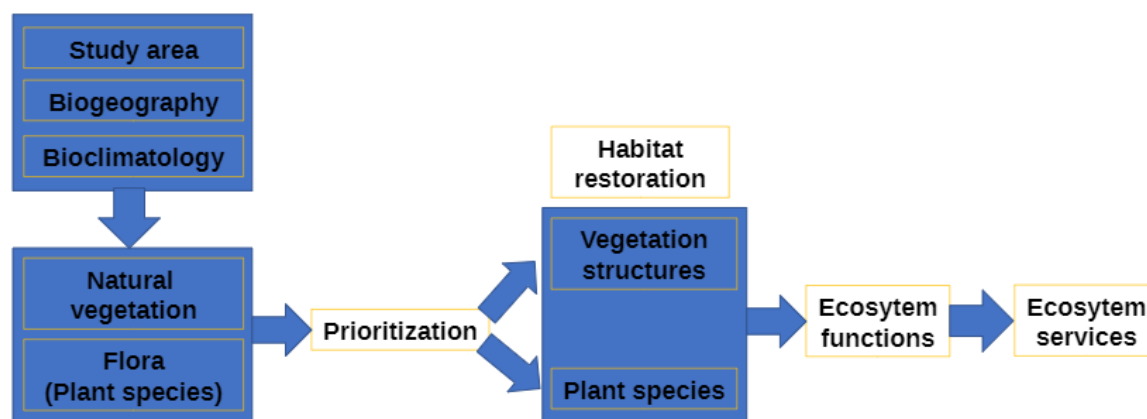 Study area
Biogeography
Bioclimatology
Natural
vegetation
Flora
(Plant species)
Prioritization
Habitat
restoration
Vegetation
structures
Plant species
Ecosytem
functions
Ecosytem
services